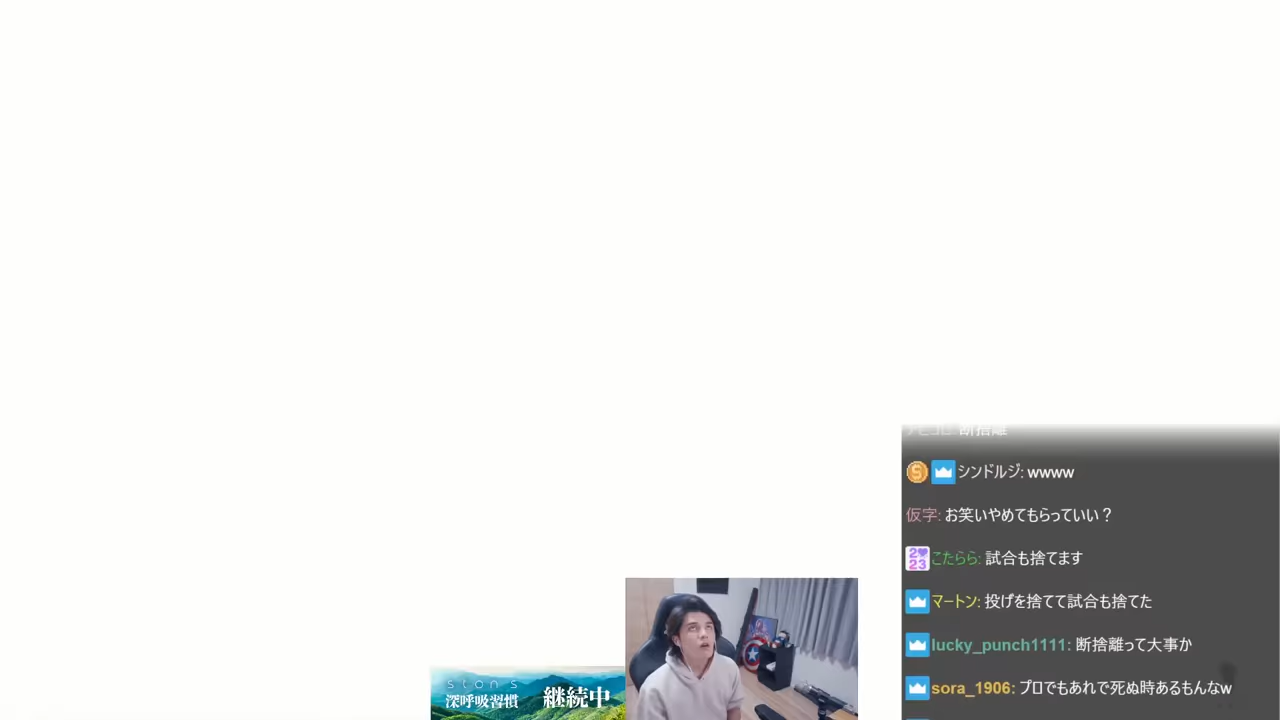 断捨離
シンドルジ: wwww
仮字: お笑いやめてもらっていい？
こたらら: 試合も捨てます
マートン: 投げを捨てて試合も捨てた
lucky_punch1111: 断捨離って大事か
sora_1906: プロでもあれで死ぬ時あるもんなw
ston s
深呼吸習慣 継続中